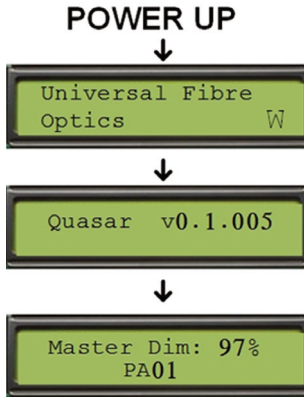 POWER UP
Universal Fibre
Optics W
Quasar v0.1.005
Master Dim: 97%
PA01